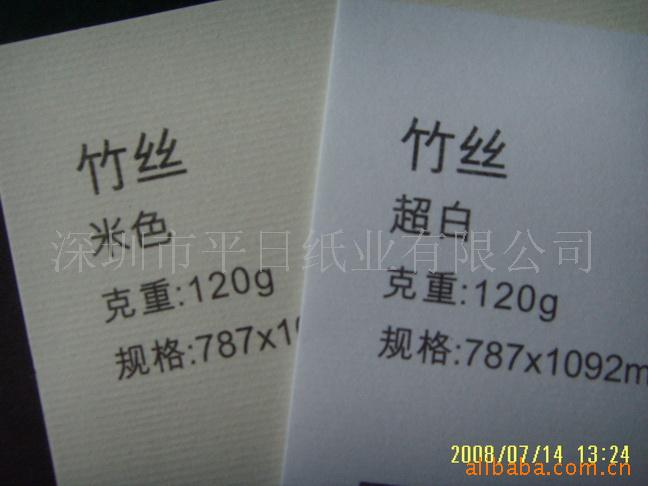 竹丝
米色
克重:120g
规格:787x10
竹丝
超白
克重:120g
规格:787x1092m
深圳市平日纸业有限公司
2008/07/14 13:24
alibaba.com.cn